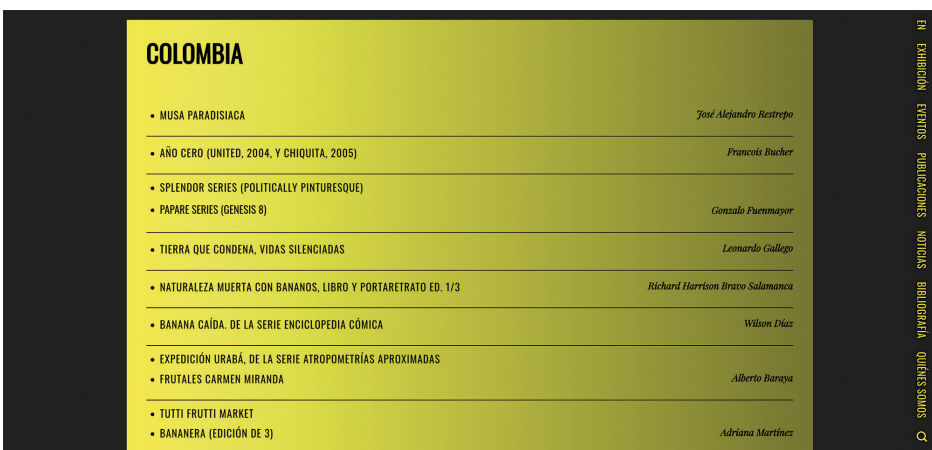 COLOMBIA
• MUSA PARADISIACA José Alejandro Restrepo
• AÑO CERO (UNITED, 2004, Y CHIQUITA, 2005) Francois Bucher
• SPLENDOR SERIES (POLITICALLY PINTURESQUE)
• PAPARE SERIES (GENESIS 8) Gonzalo Fuenmayor
• TIERRA QUE CONDENA, VIDAS SILENCIADAS Leonardo Gallego
• NATURALEZA MUERTA CON BANANOS, LIBRO Y PORTARETRATO ED. 1/3 Richard Harrison Bravo Salamanca
• BANANA CAÍDA. DE LA SERIE ENCICLOPEDIA CÓMICA Wilson Díaz
• EXPEDICIÓN URABÁ, DE LA SERIE ATROPOMETRÍAS APROXIMADAS
• FRUTALES CARMEN MIRANDA Alberto Baraya
• TUTTI FRUTTI MARKET
• BANANERA (EDICIÓN DE 3) Adriana Martínez
EN EXHIBICIÓN EVENTOS PUBLICACIONES NOTICIAS BIBLIOGRAFÍA QUIÉNES SOMOS